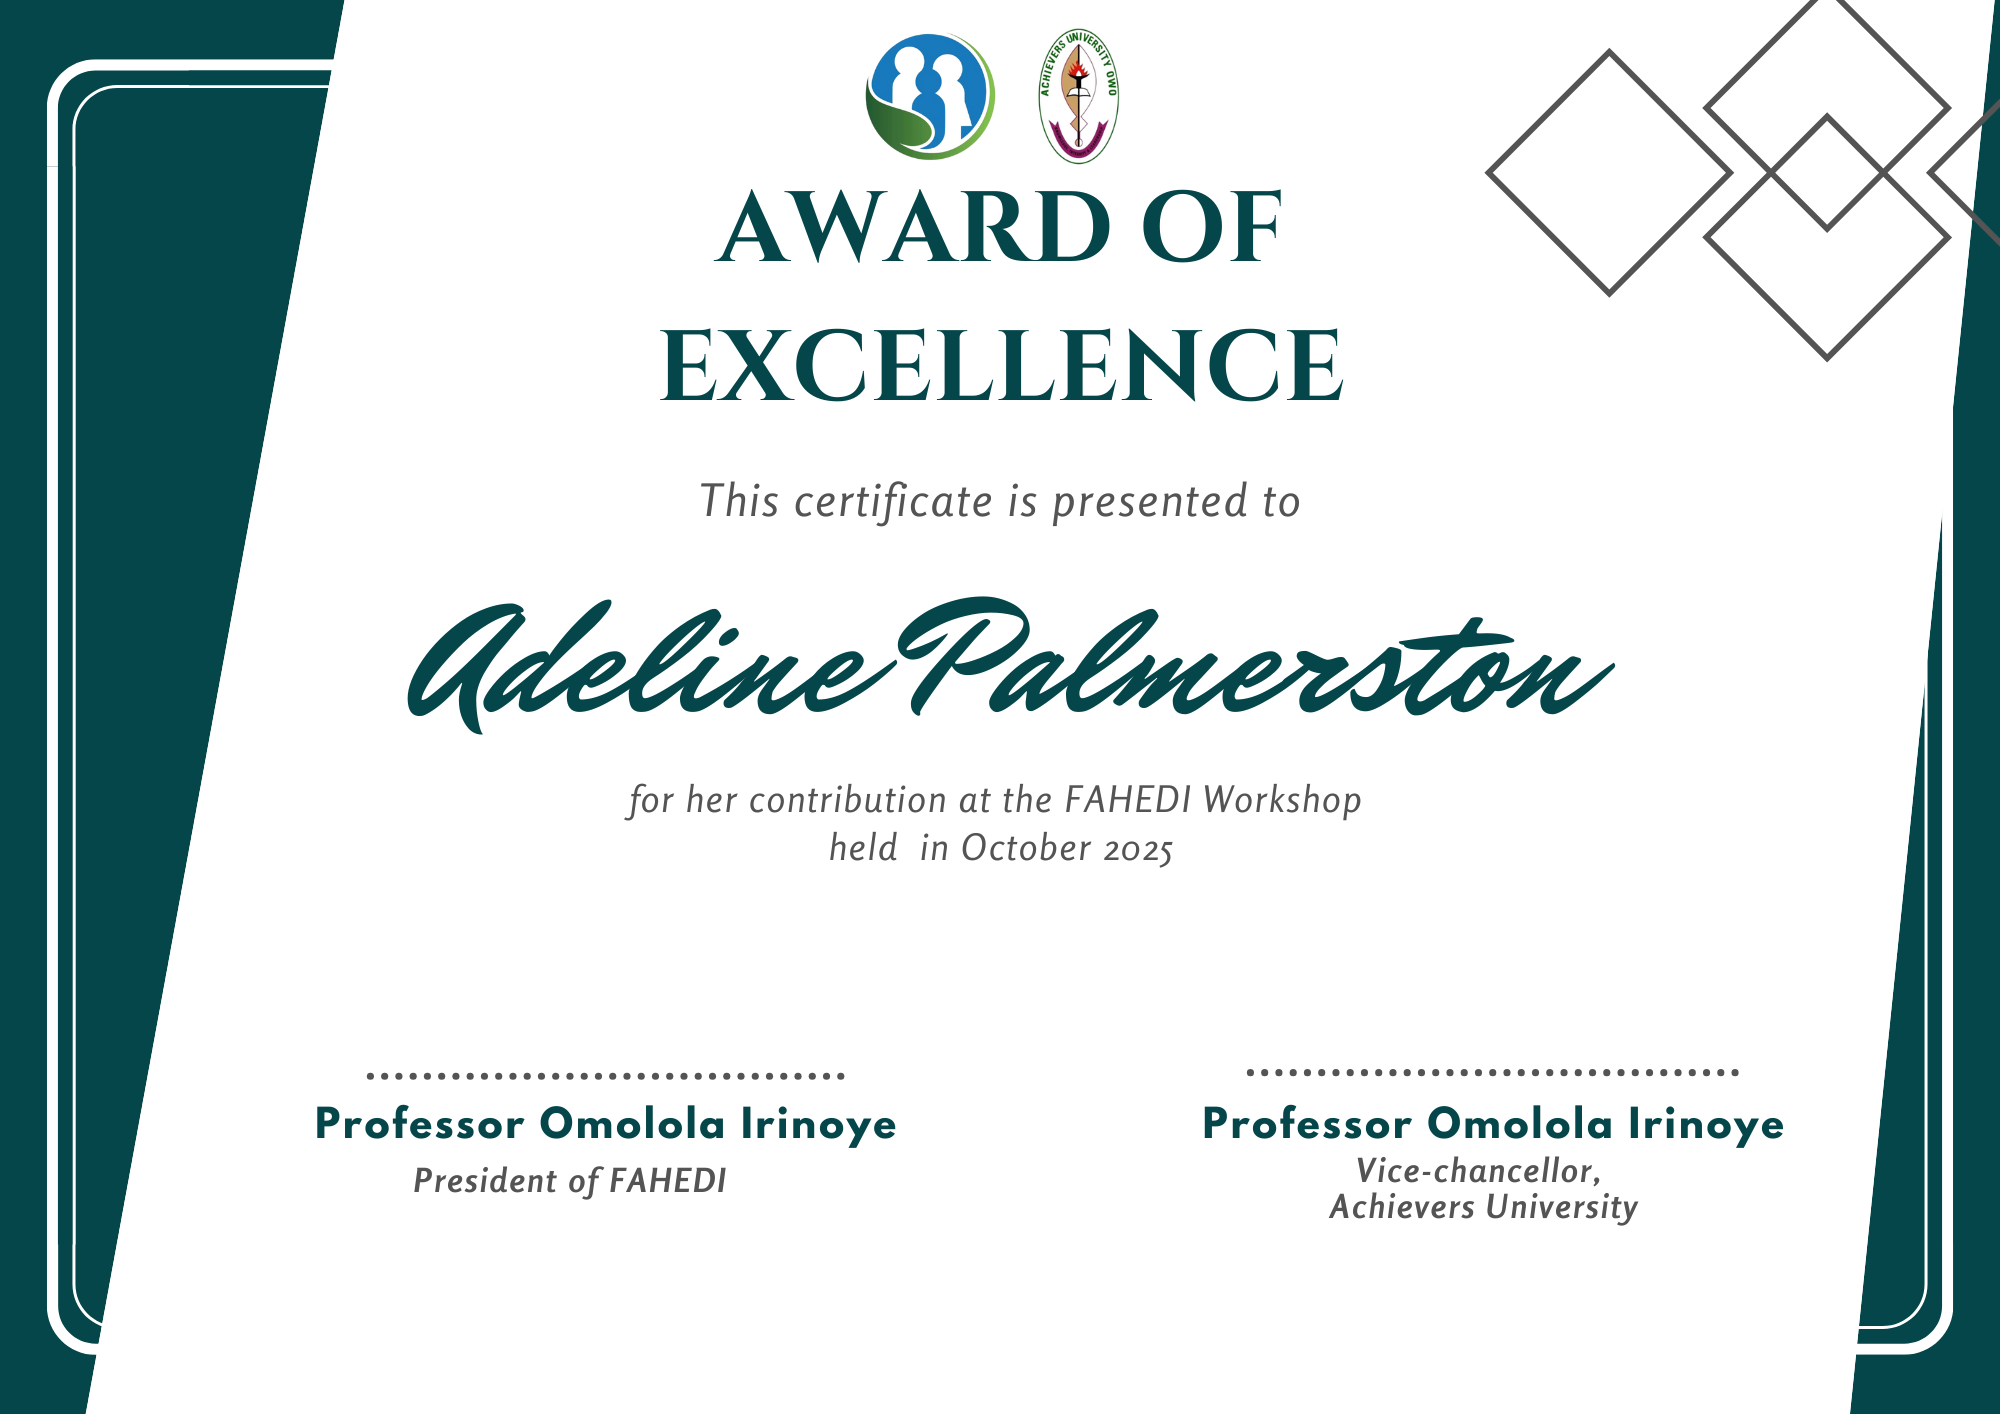 ACHIEVERS UNIVERSITY OWO
AWARD OF
EXCELLENCE
This certificate is presented to
Adeline Palmerston
for her contribution at the FAHEDI Workshop
held in October 2025
Professor Omolola Irinoye
President of FAHEDI
Professor Omolola Irinoye
Vice-chancellor,
Achievers University